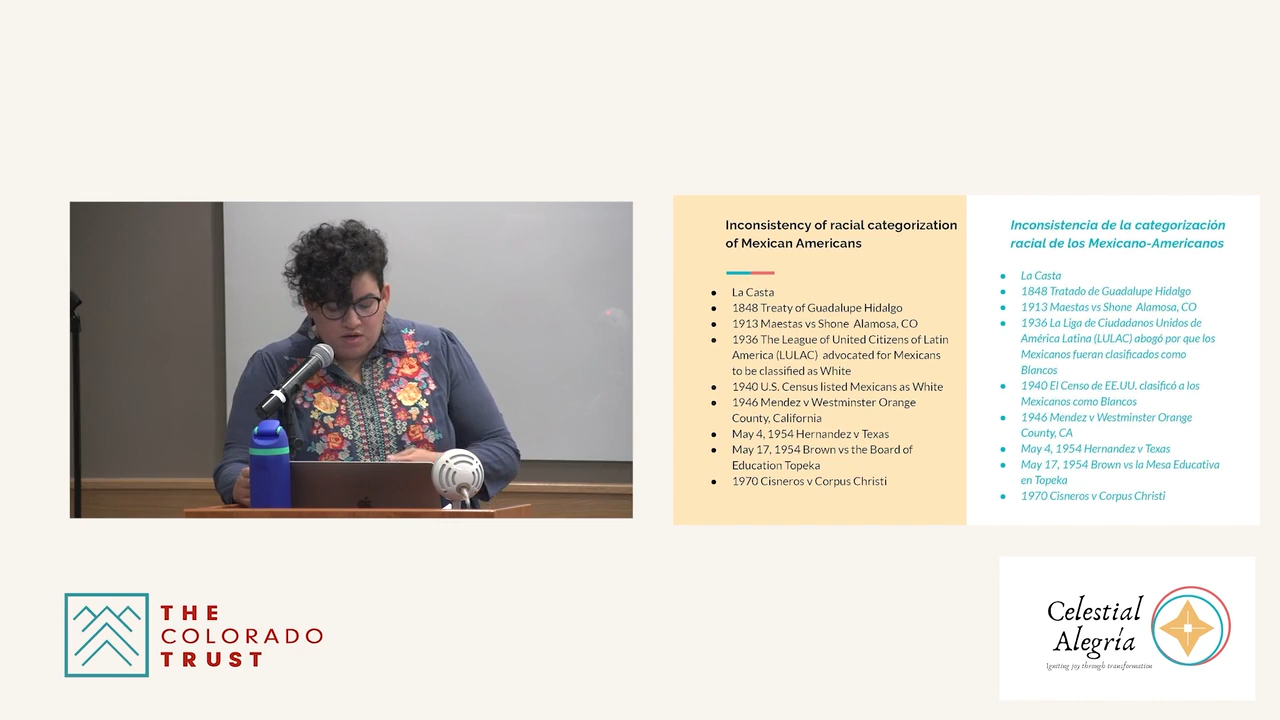 Inconsistency of racial categorization
of Mexican Americans
La Casta
1848 Treaty of Guadalupe Hidalgo
1913 Maestas vs Shone Alamosa, CO
1936 The League of United Citizens of Latin
America (LULAC) advocated for Mexicans
to be classified as White
1940 U.S. Census listed Mexicans as White
1946 Mendez v Westminster Orange
County, California
May 4, 1954 Hernandez v Texas
May 17, 1954 Brown vs the Board of
Education Topeka
1970 Cisneros v Corpus Christi
Inconsistencia de la categorización
racial de los Mexicano-Americanos
La Casta
1848 Tratado de Guadalupe Hidalgo
1913 Maestas vs Shone Alamosa, CO
1936 La Liga de Ciudadanos Unidos de
América Latina (LULAC) abogó por que los
Mexicanos fueran clasificados como
Blancos
1940 El Censo de EE.UU. clasificó a los
Mexicanos como Blancos
1946 Mendez v Westminster Orange
County, CA
May 4, 1954 Hernandez v Texas
May 17, 1954 Brown vs la Mesa Educativa
en Topeka
1970 Cisneros v Corpus Christi
THE
COLORADO
TRUST
Celestial
Alegría
Igniting joy through transformation